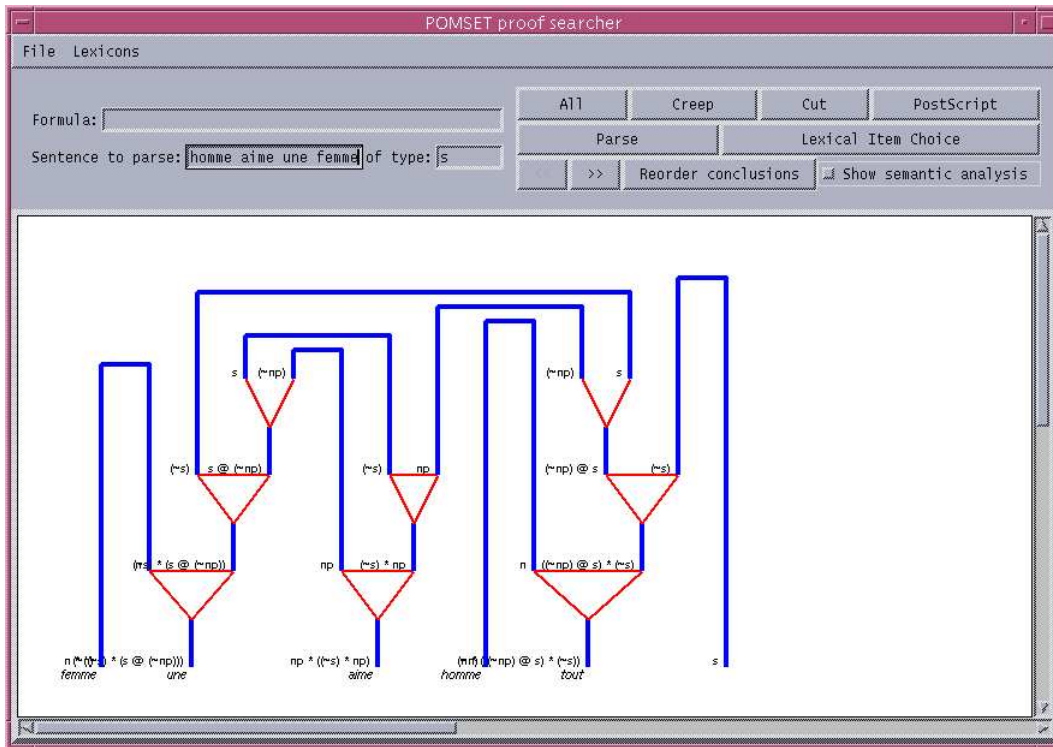 POMSET proof searcher
File Lexicons
Formula:
All Creep Cut PostScript
Parse Lexical Item Choice
Sentence to parse: homme aime une femme of type: s
<< >> Reorder conclusions Show semantic analysis
s (~np) (~np) s
(~s) s @ (~np) (~s) np (~np) @ s (~s)
* (s @ (~np)) np (~s) * np n ((~np) @ s) * (~s)
n * (s @ (~np))) np * ((~s) * np) @ s) * (~s)) s
femme une aime homme tout